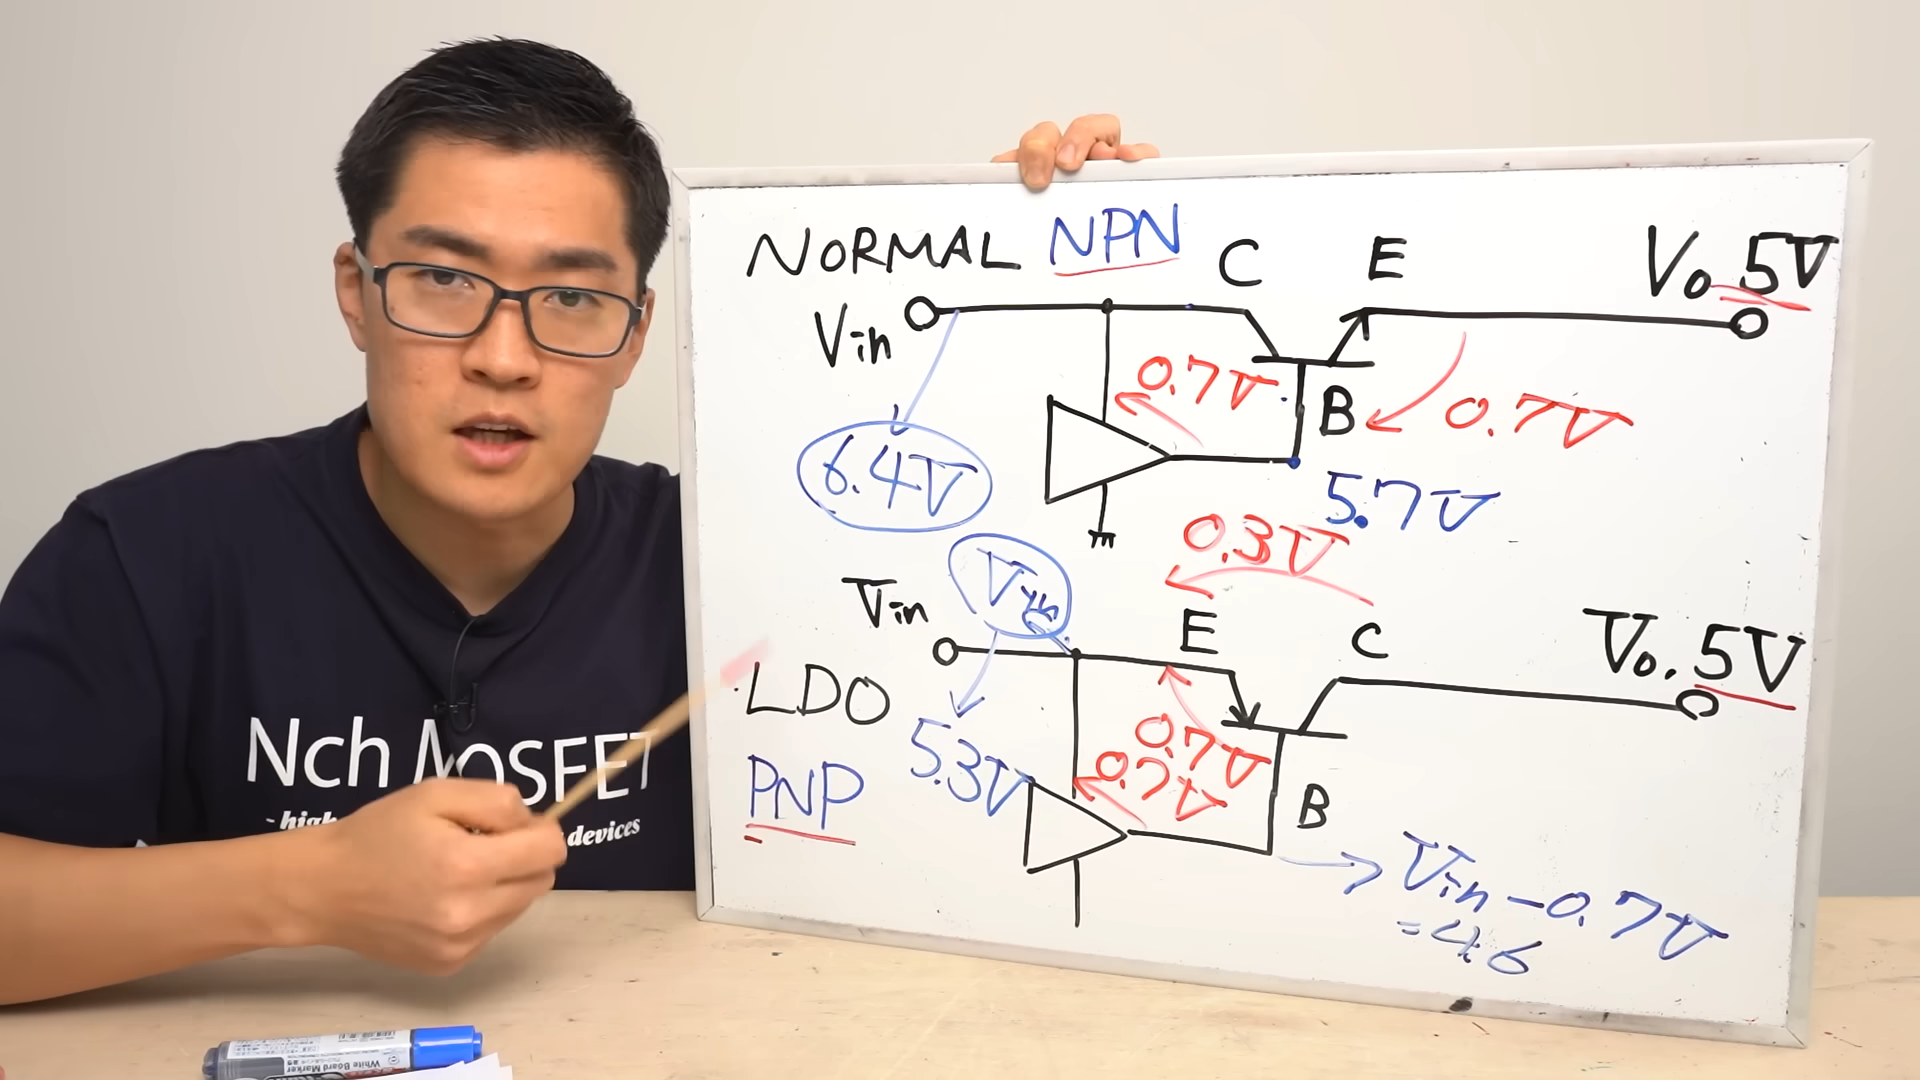 NORMAL NPN
C
E
Vo 5V
Vin
0.7V
B
0.7V
6.4V
5.7V
0.3V
Vin
Vin
E
C
Vo. 5V
LDO
0.7V
0.7V
5.3V
PNP
B
Vin-0.7V
=4.6
Nch MOSFET
devices
White Board Marker